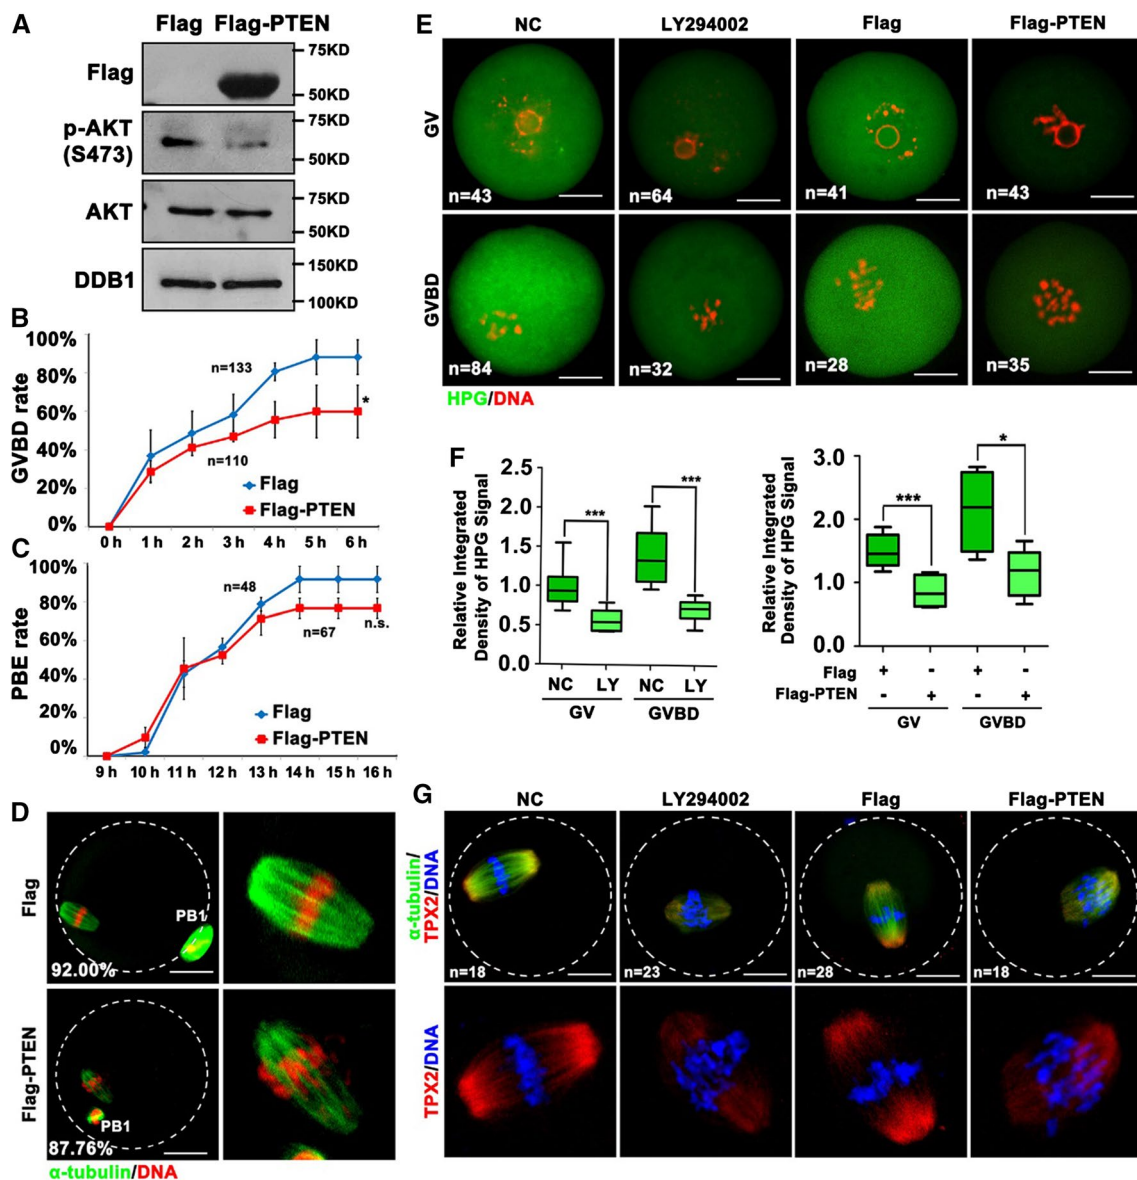 A
Flag Flag-PTEN
Flag
75KD
50KD
p-AKT
(S473)
75KD
50KD
AKT
75KD
50KD
DDB1
150KD
100KD
B
GVBD rate
100%
80%
60%
40%
20%
0%
n=133
n=110
*
Flag
Flag-PTEN
0 h 1 h 2 h 3 h 4 h 5 h 6 h
C
PBE rate
100%
80%
60%
40%
20%
0%
n=48
n=67
n.s.
Flag
Flag-PTEN
9 h 10 h 11 h 12 h 13 h 14 h 15 h 16 h
D
Flag
PB1
92.00%
Flag-PTEN
PB1
87.76%
α-tubulin/DNA
E
NC LY294002 Flag Flag-PTEN
GV
n=43 n=64 n=41 n=43
GVBD
n=84 n=32 n=28 n=35
HPG/DNA
F
Relative Integrated
Density of HPG Signal
2.5
2.0
1.5
1.0
0.5
0.0
*** ***
NC LY NC LY
GV GVBD
Relative Integrated
Density of HPG Signal
3.0
2.0
1.0
0.0
*** *
Flag + - + -
Flag-PTEN - + - +
GV GVBD
G
NC LY294002 Flag Flag-PTEN
α-tubulin/
TPX2/DNA
n=18 n=23 n=28 n=18
TPX2/DNA